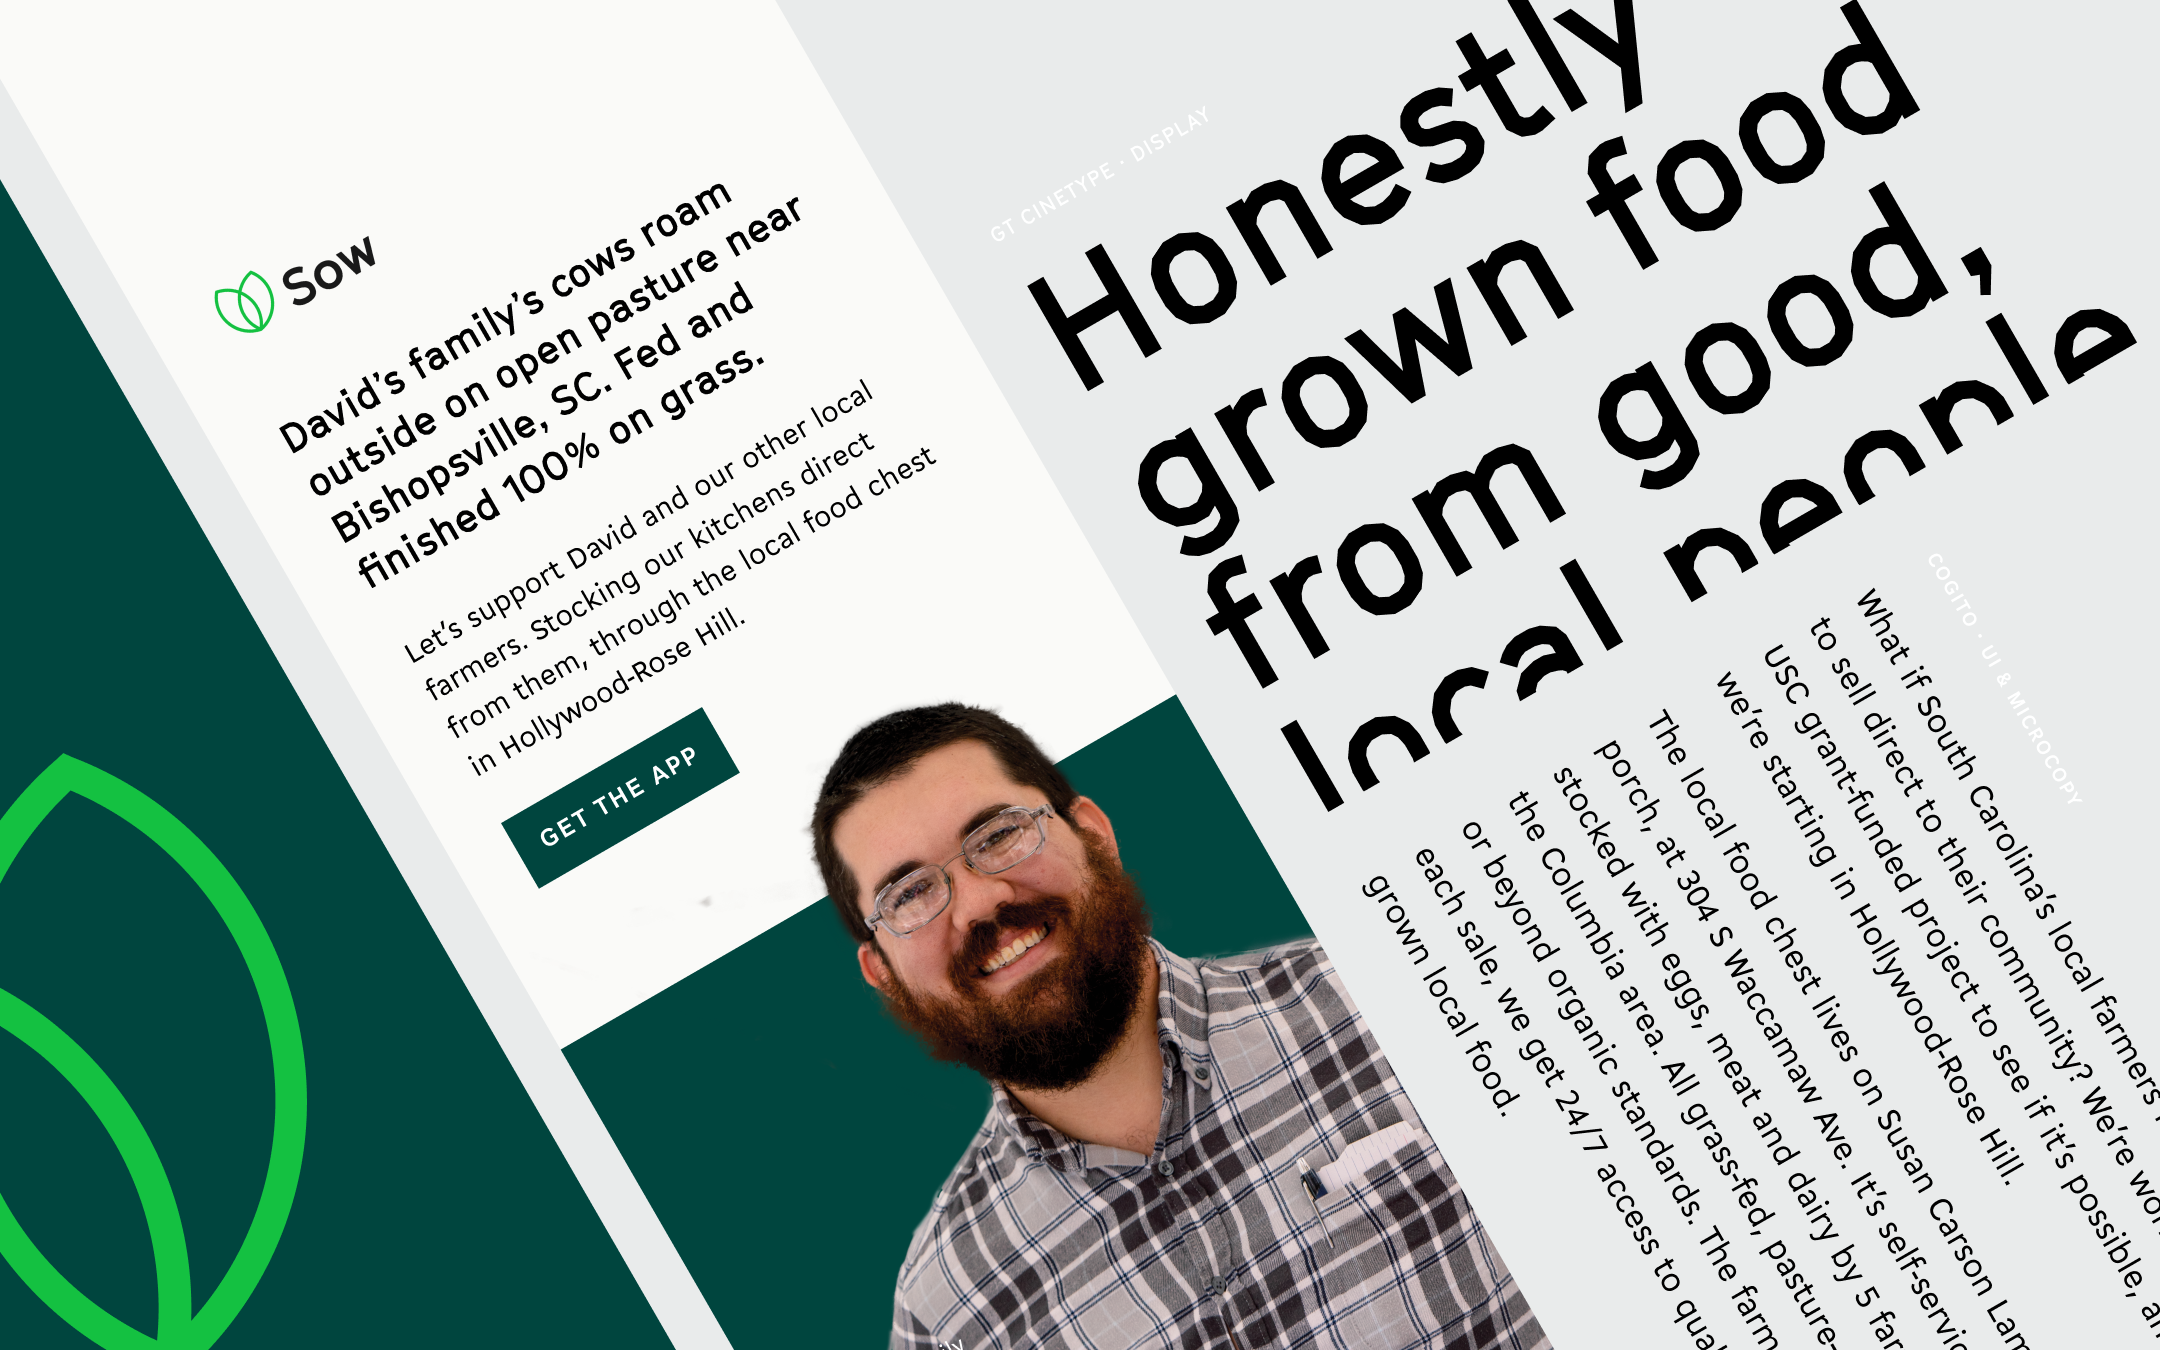 Sow
David’s family’s cows roam
outside on open pasture near
Bishopsville, SC. Fed and
finished 100% on grass.
Let’s support David and our other local
farmers. Stocking our kitchens direct
from them, through the local food chest
in Hollywood-Rose Hill.
GET THE APP
ily
GT CINETYPE · DISPLAY
Honestly
grown food
from good,
local people
COGITO · UI & MICROCOPY
What if South Carolina’s local farmers
to sell direct to their community? We’re
USC grant-funded project to see if it’s possible,
we’re starting in Hollywood-Rose Hill.
The local food chest lives on Susan Carson
porch, at 304 S Waccamaw Ave. It’s
stocked with eggs, meat and dairy by 5
the Columbia area. All grass-fed, pasture-
or beyond organic standards. The
each sale, we get 24/7 access to
grown local food.